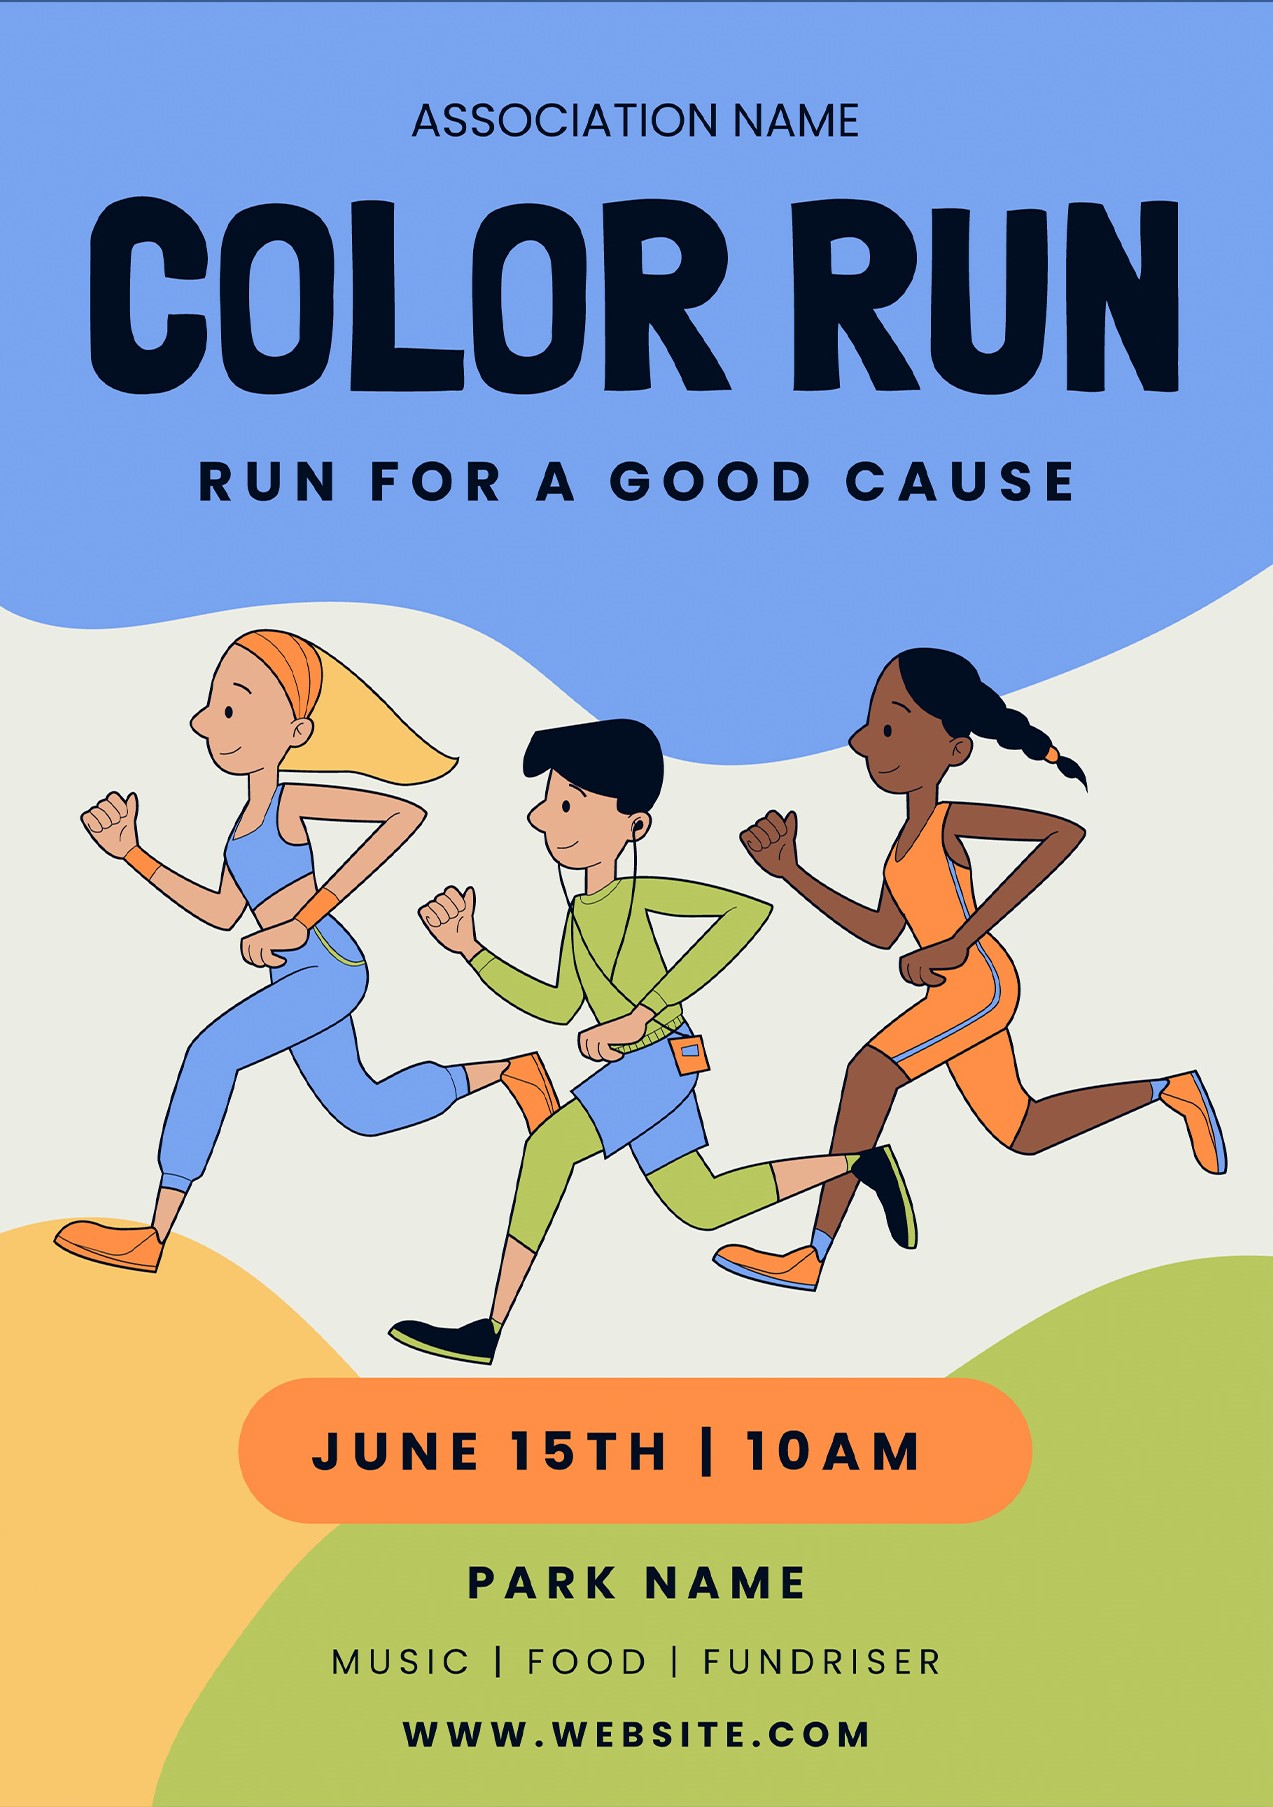 ASSOCIATION NAME
COLOR RUN
RUN FOR A GOOD CAUSE
JUNE 15TH | 10AM
PARK NAME
MUSIC | FOOD | FUNDRISER
WWW.WEBSITE.COM